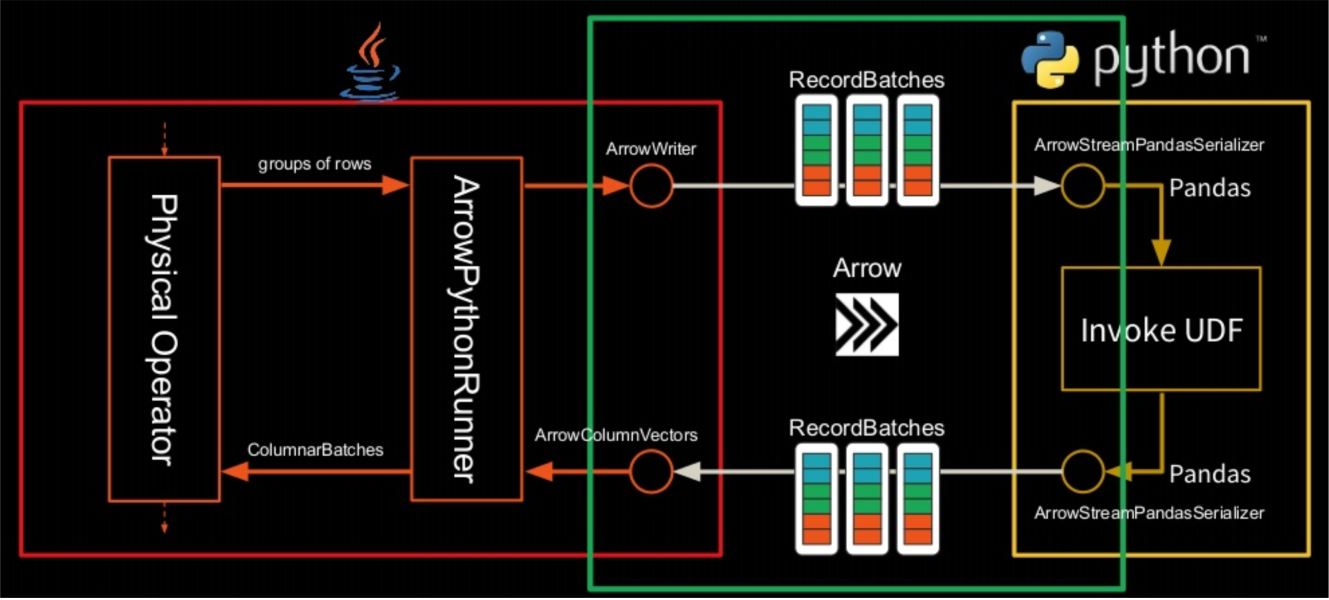 python™
RecordBatches
ArrowWriter
ArrowStreamPandasSerializer
groups of rows
Pandas
Physical Operator
ArrowPythonRunner
Arrow
Invoke UDF
RecordBatches
ArrowColumnVectors
ColumnarBatches
Pandas
ArrowStreamPandasSerializer